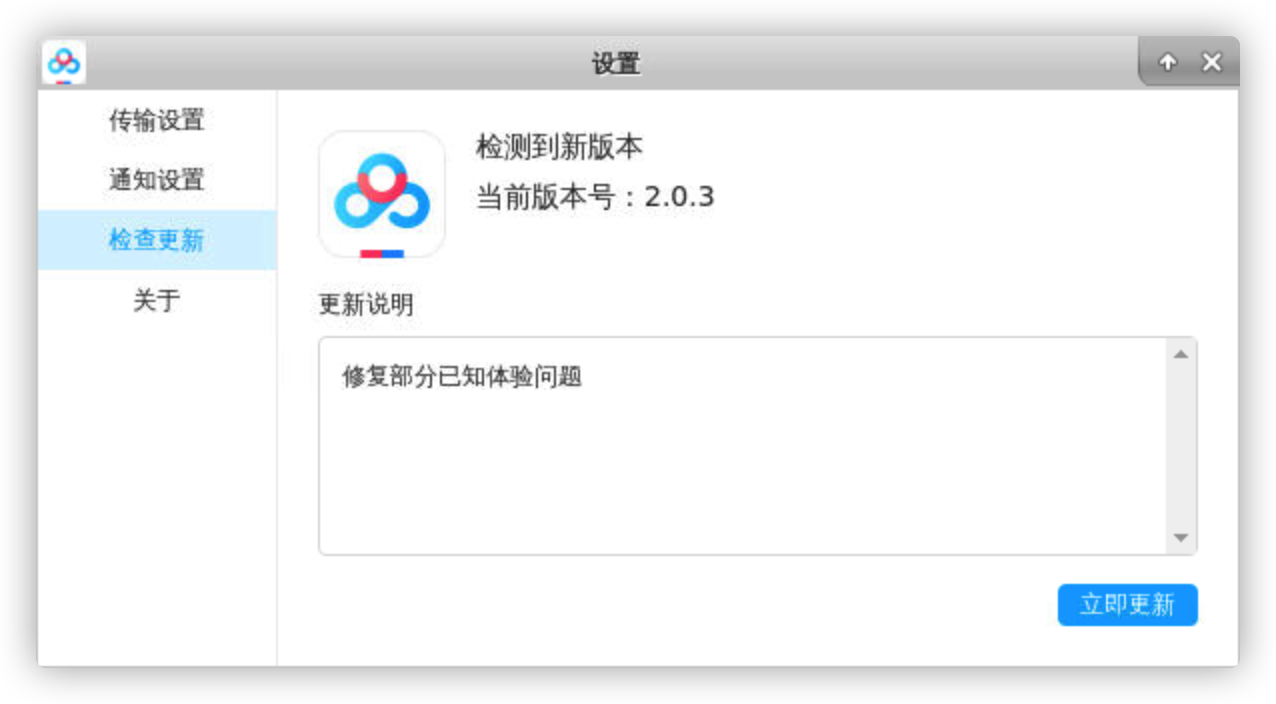 设置
传输设置
通知设置
检查更新
关于
检测到新版本
当前版本号：2.0.3
更新说明
修复部分已知体验问题
立即更新